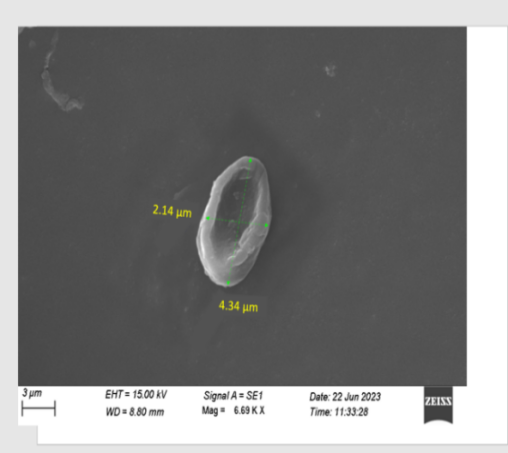 2.14 µm
4.34 µm
3 µm
EHT = 15.00 kV
Signal A = SE1
Date: 22 Jun 2023
ZEISS
WD = 8.80 mm
Mag = 6.69 K X
Time: 11:33:28